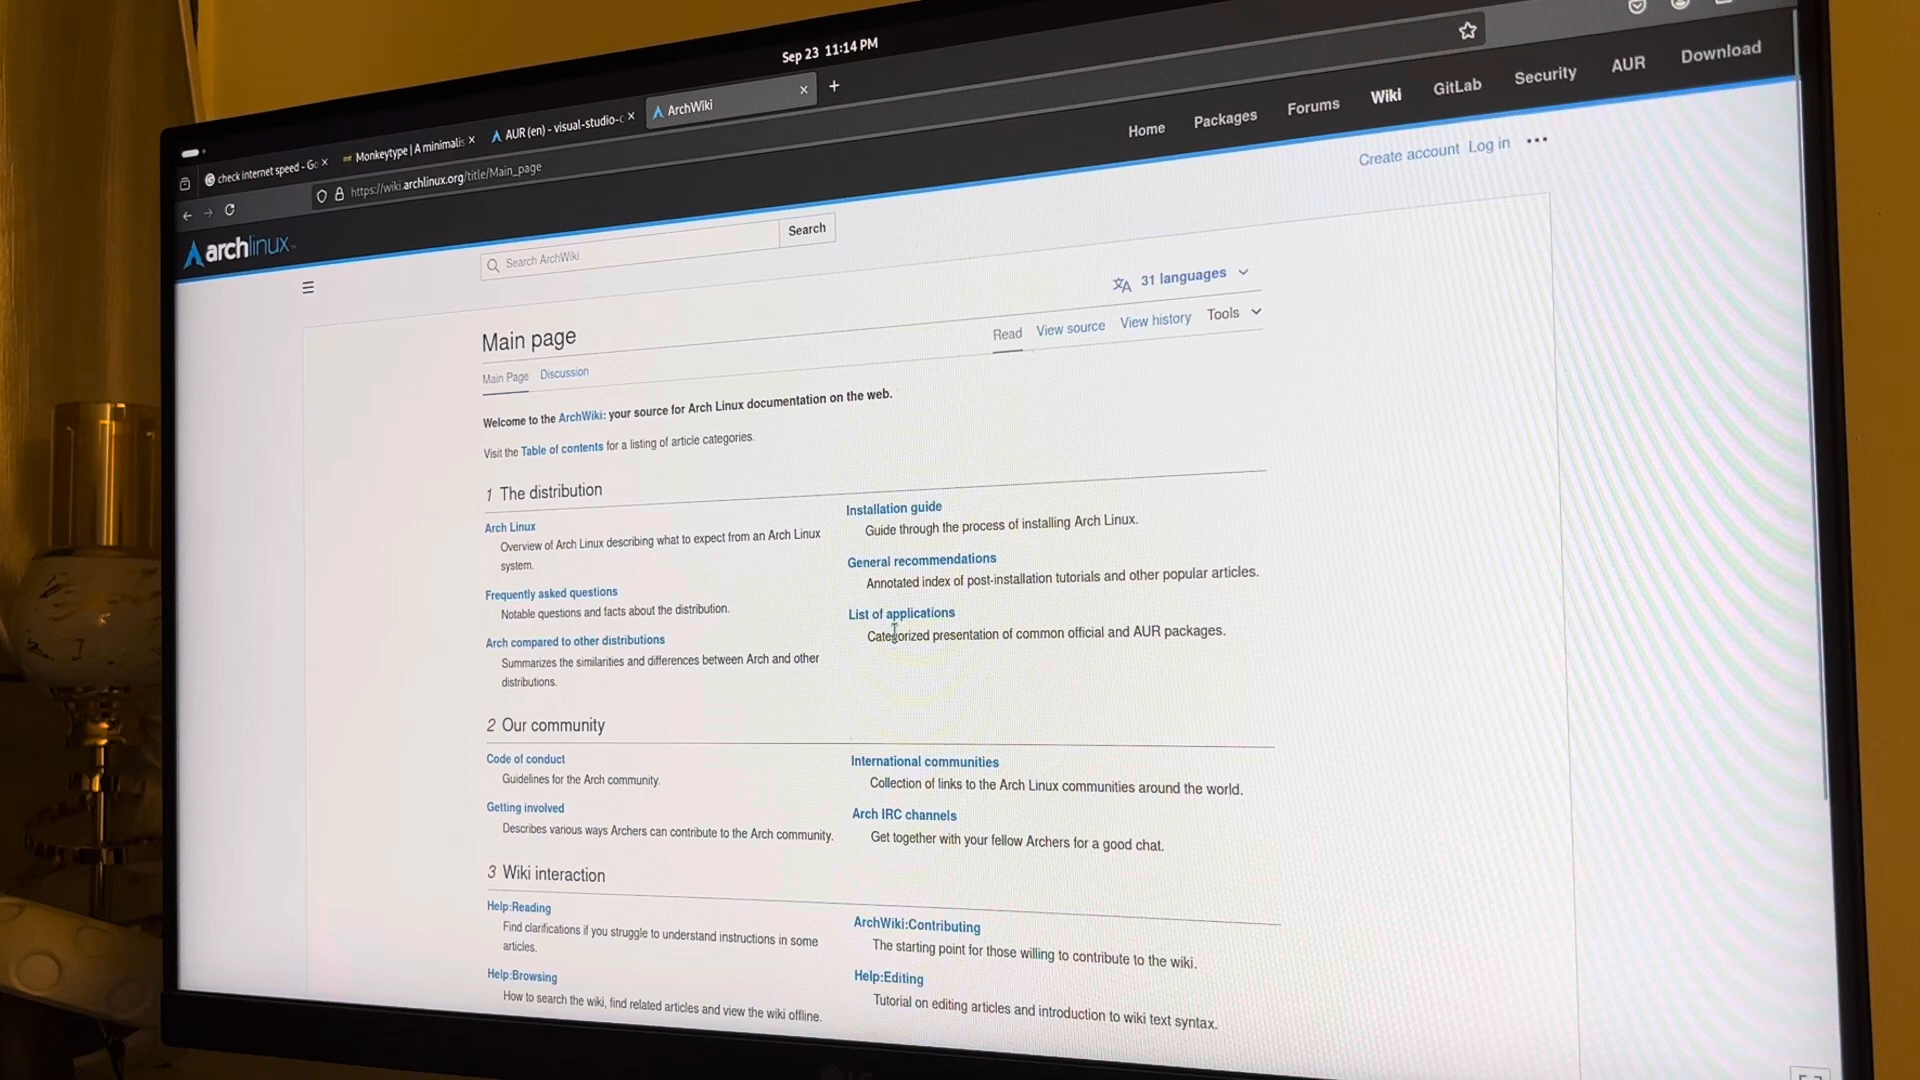 Sep 23 11:14 PM
check internet speed - Go
Monkeytype | A minimalis
AUR (en) - visual-studio-c
ArchWiki
https://wiki.archlinux.org/title/Main_page
archlinux
Home Packages Forums Wiki GitLab Security AUR Download
Create account Log in
Search ArchWiki
Search
31 languages
Main page
Main Page Discussion
Read View source View history Tools
Welcome to the ArchWiki: your source for Arch Linux documentation on the web.
Visit the Table of contents for a listing of article categories.
1 The distribution
Arch Linux
Overview of Arch Linux describing what to expect from an Arch Linux
system.
Frequently asked questions
Notable questions and facts about the distribution.
Arch compared to other distributions
Summarizes the similarities and differences between Arch and other
distributions.
Installation guide
Guide through the process of installing Arch Linux.
General recommendations
Annotated index of post-installation tutorials and other popular articles.
List of applications
Categorized presentation of common official and AUR packages.
2 Our community
Code of conduct
Guidelines for the Arch community.
Getting involved
Describes various ways Archers can contribute to the Arch community.
International communities
Collection of links to the Arch Linux communities around the world.
Arch IRC channels
Get together with your fellow Archers for a good chat.
3 Wiki interaction
Help:Reading
Find clarifications if you struggle to understand instructions in some
articles.
Help:Browsing
How to search the wiki, find related articles and view the wiki offline.
ArchWiki:Contributing
The starting point for those willing to contribute to the wiki.
Help:Editing
Tutorial on editing articles and introduction to wiki text syntax.